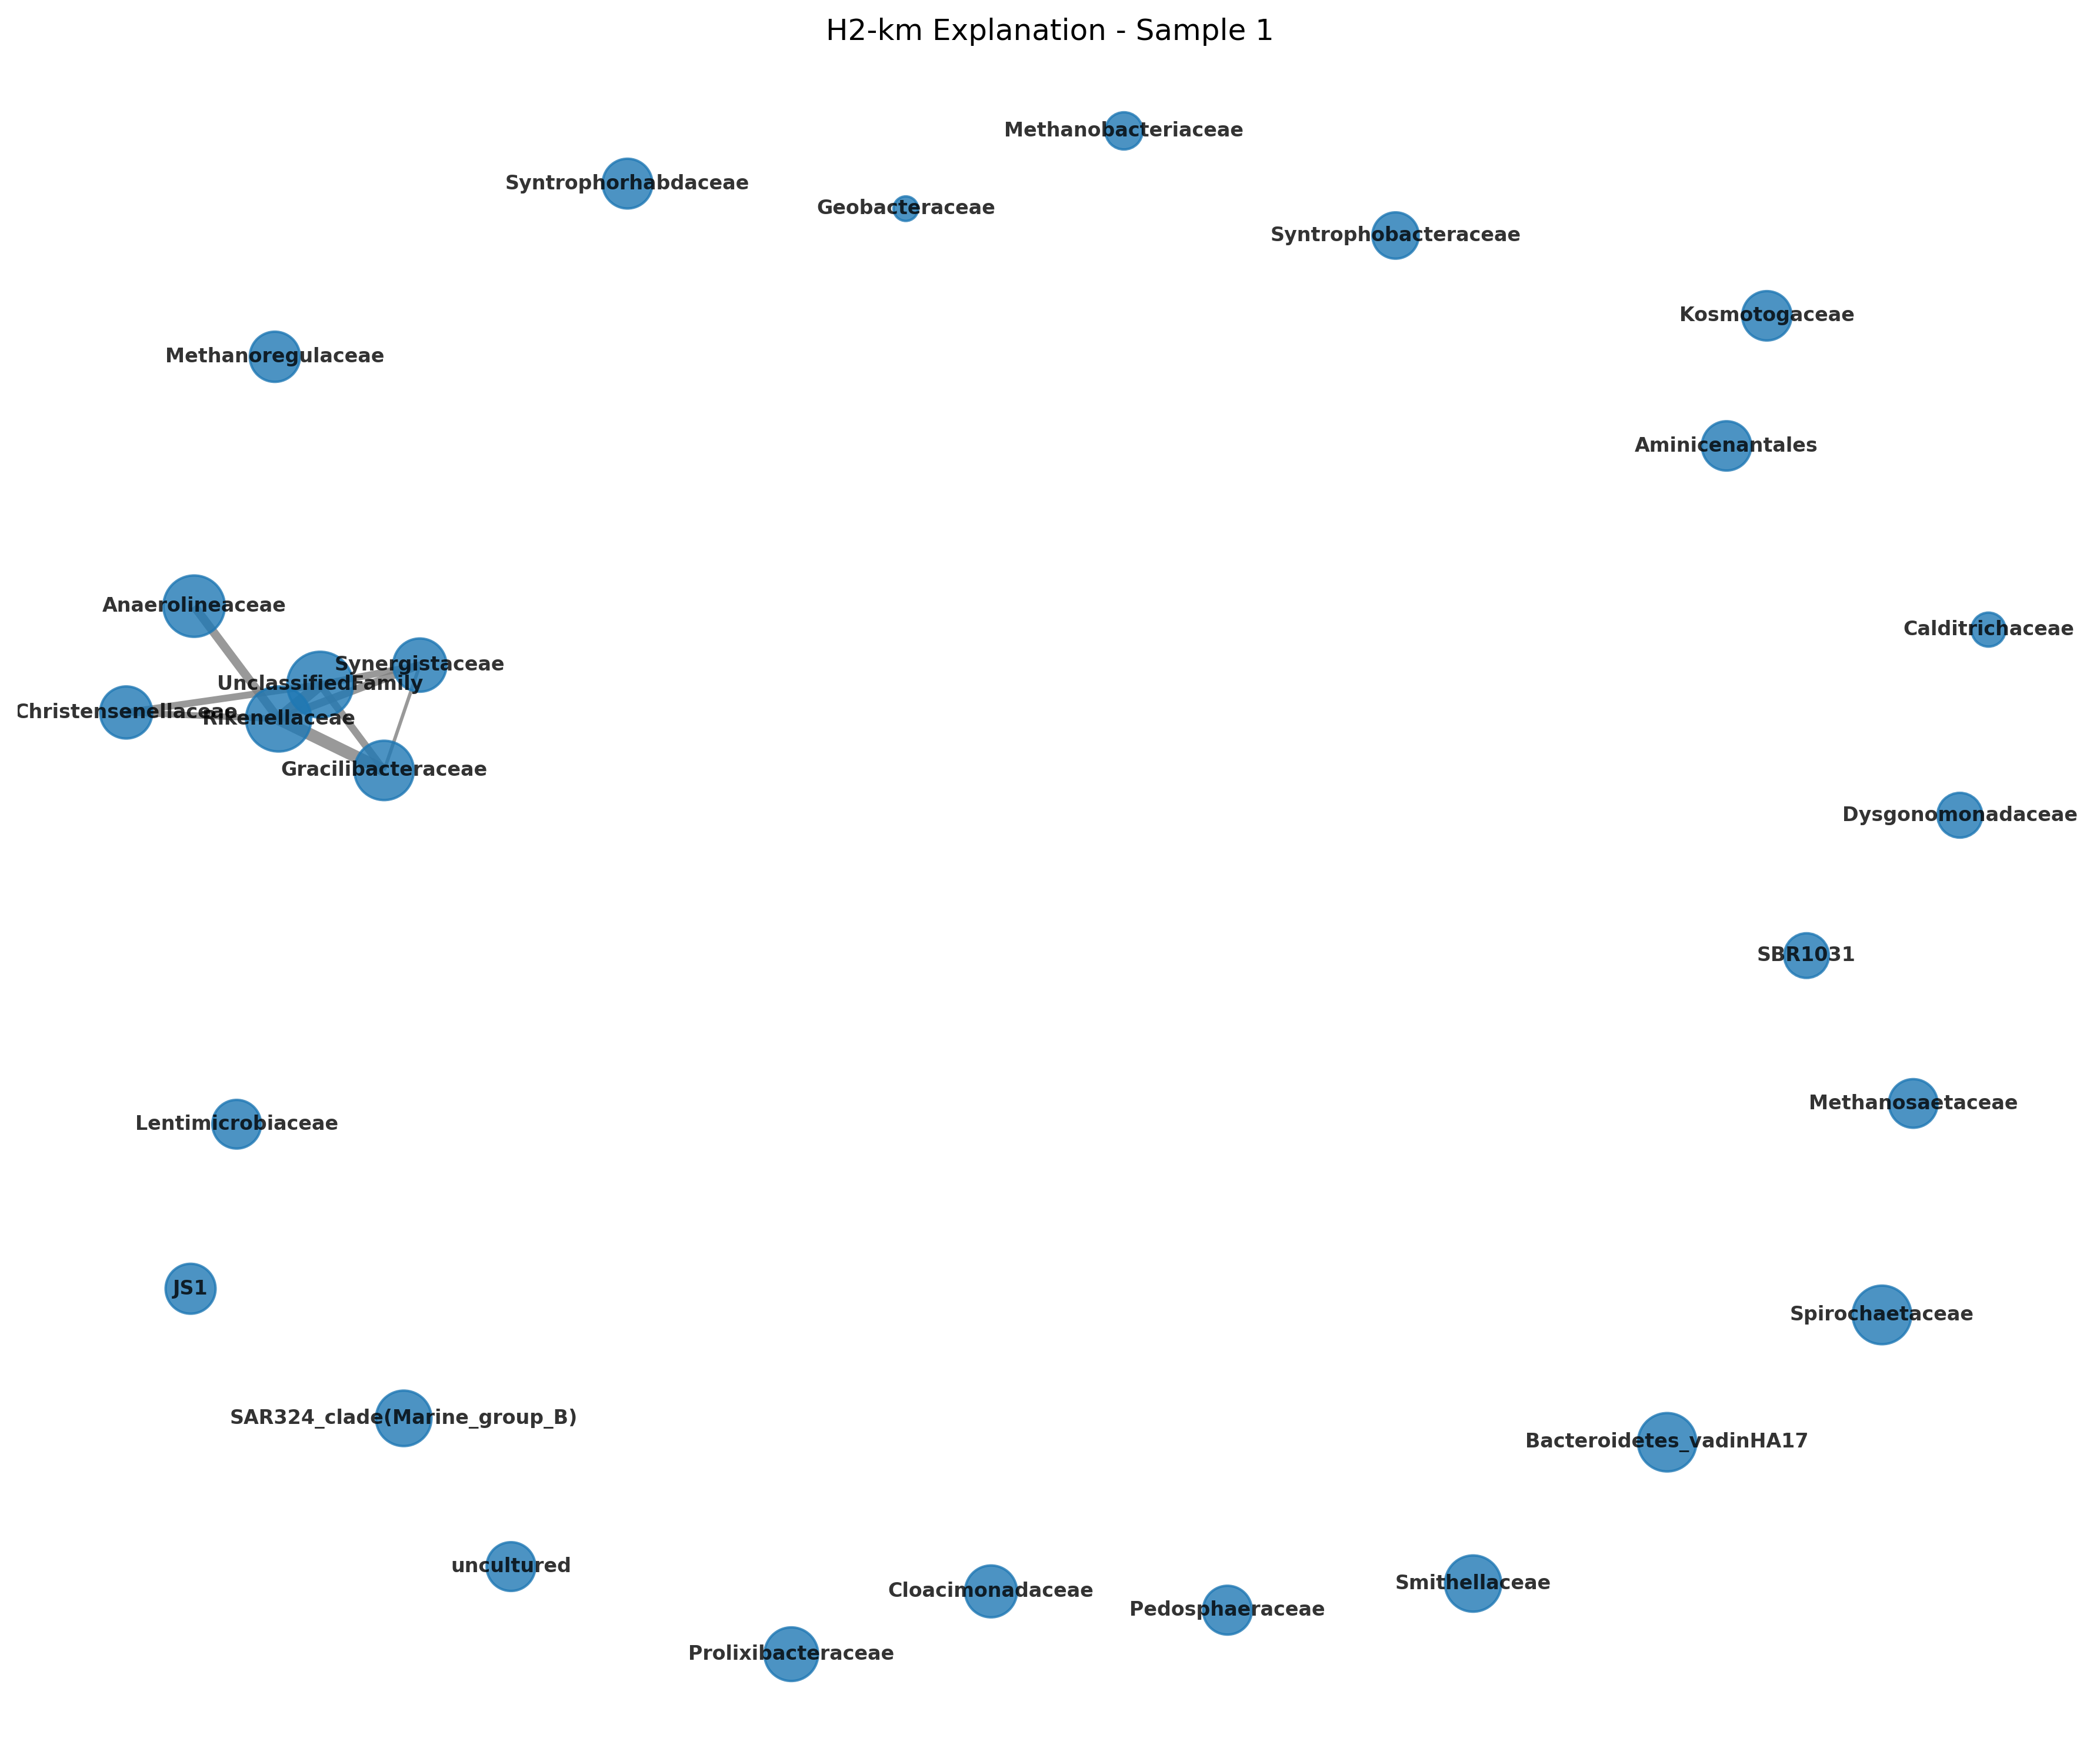 H2-km Explanation - Sample 1
Methanobacteriaceae
Syntrophorhabdaceae
Geobacteraceae
Syntrophobacteraceae
Kosmotogaceae
Methanoregulaceae
Aminicenantales
Anaerolineaceae
Calditrichaceae
Synergistaceae
UnclassifiedFamily
Christensenellaceae
Rikenellaceae
Gracilibacteraceae
Dysgonomonadaceae
SBR1031
Methanosaetaceae
Lentimicrobiaceae
JS1
Spirochaetaceae
SAR324_clade(Marine_group_B)
Bacteroidetes_vadinHA17
uncultured
Smithellaceae
Cloacimonadaceae
Pedosphaeraceae
Prolixibacteraceae